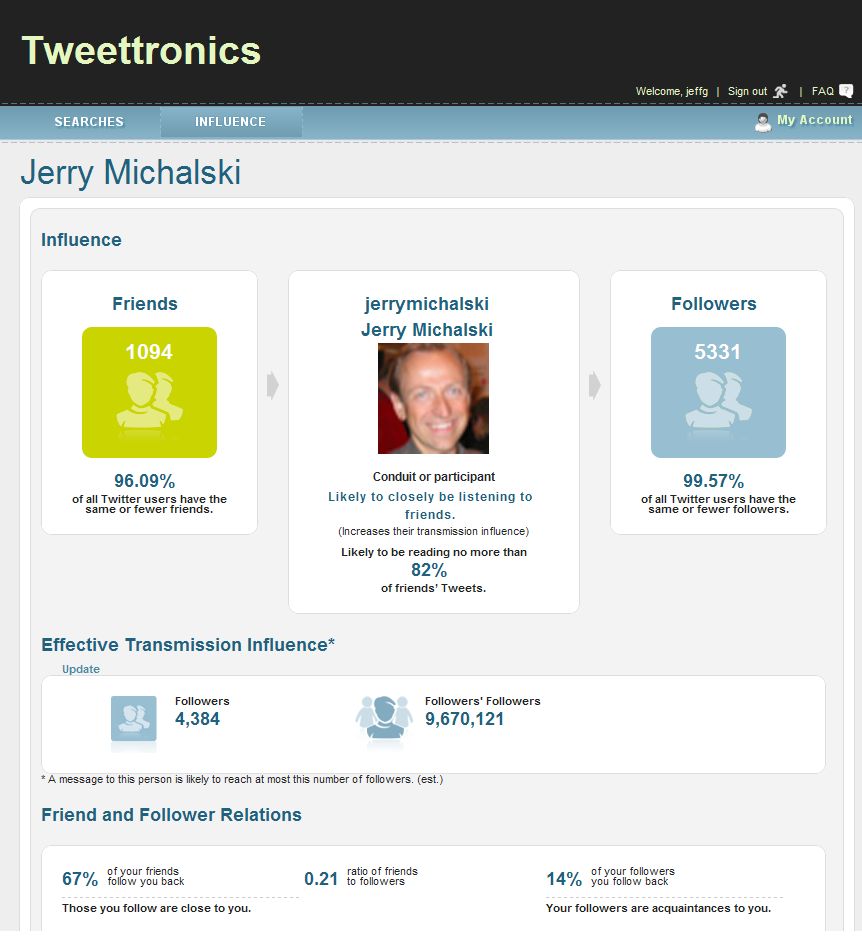 Tweettronics
Welcome, jeffg | Sign out | FAQ ?
SEARCHES INFLUENCE My Account
Jerry Michalski
Influence
Friends
1094
96.09%
of all Twitter users have the
same or fewer friends.
jerrymichalski
Jerry Michalski
Conduit or participant
Likely to closely be listening to
friends.
(Increases their transmission influence)
Likely to be reading no more than
82%
of friends' Tweets.
Followers
5331
99.57%
of all Twitter users have the
same or fewer followers.
Effective Transmission Influence*
Update
Followers
4,384
Followers' Followers
9,670,121
* A message to this person is likely to reach at most this number of followers. (est.)
Friend and Follower Relations
67% of your friends
follow you back
Those you follow are close to you.
0.21 ratio of friends
to followers
14% of your followers
you follow back
Your followers are acquaintances to you.